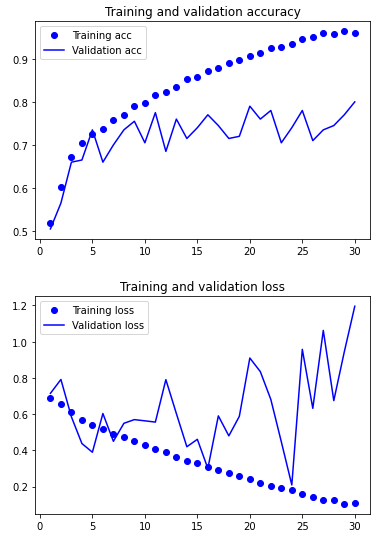 Training and validation accuracy
Training acc
Validation acc
0.9
0.8
0.7
0.6
0.5
0 5 10 15 20 25 30
Training and validation loss
Training loss
Validation loss
1.2
1.0
0.8
0.6
0.4
0.2
0 5 10 15 20 25 30